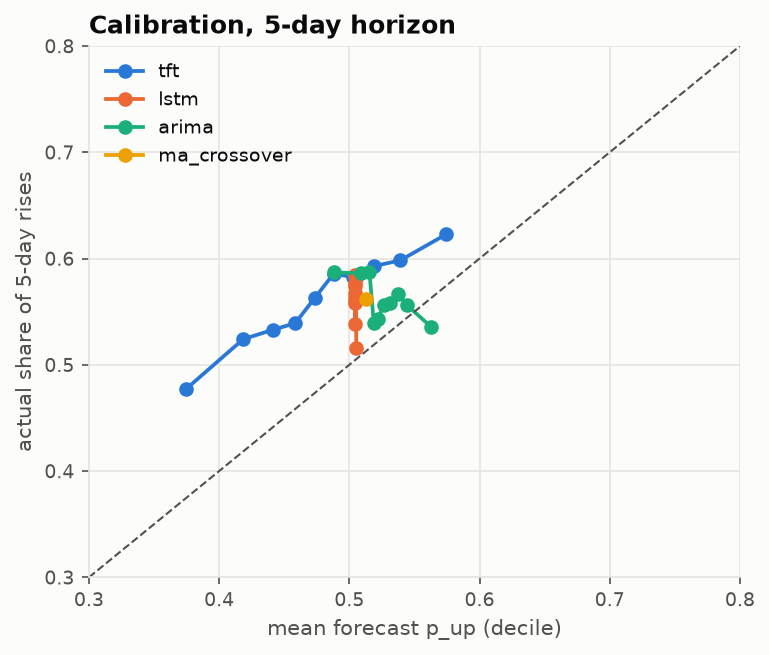 Calibration, 5-day horizon
tft
lstm
arima
ma_crossover
actual share of 5-day rises
0.8
0.7
0.6
0.5
0.4
0.3
0.3 0.4 0.5 0.6 0.7 0.8
mean forecast p_up (decile)